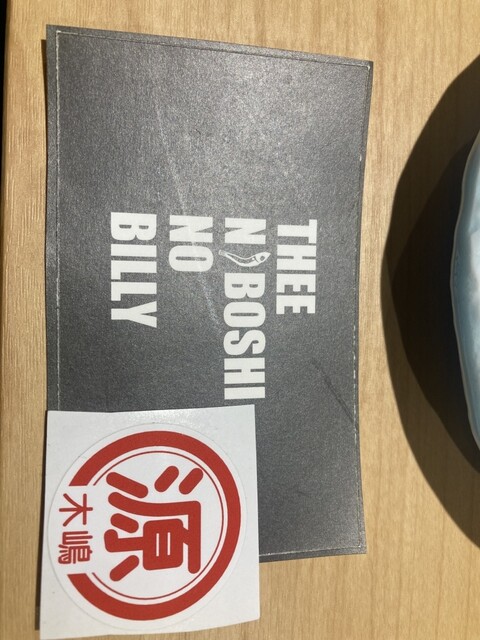 THEE
NIBOSHI
NO
BILLY
源
木嶋